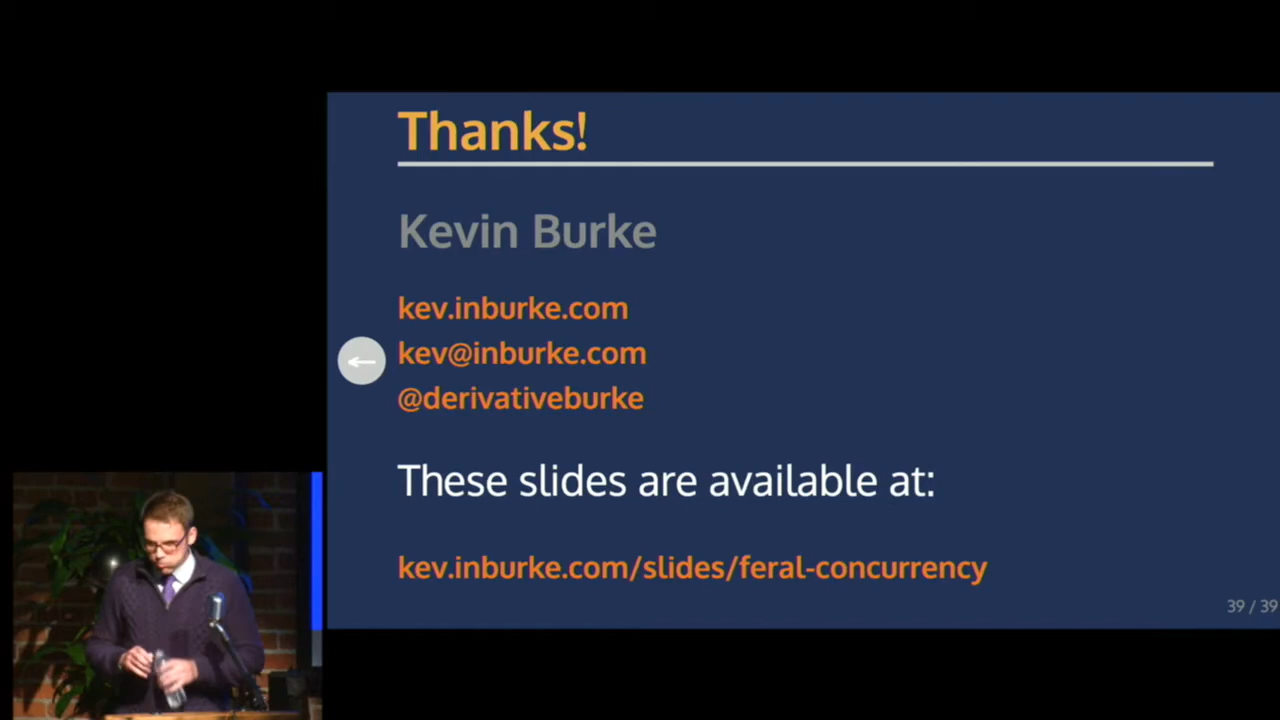 Thanks!
Kevin Burke
kev.inburke.com
kev@inburke.com
@derivativeburke
These slides are available at:
kev.inburke.com/slides/feral-concurrency
39 / 39